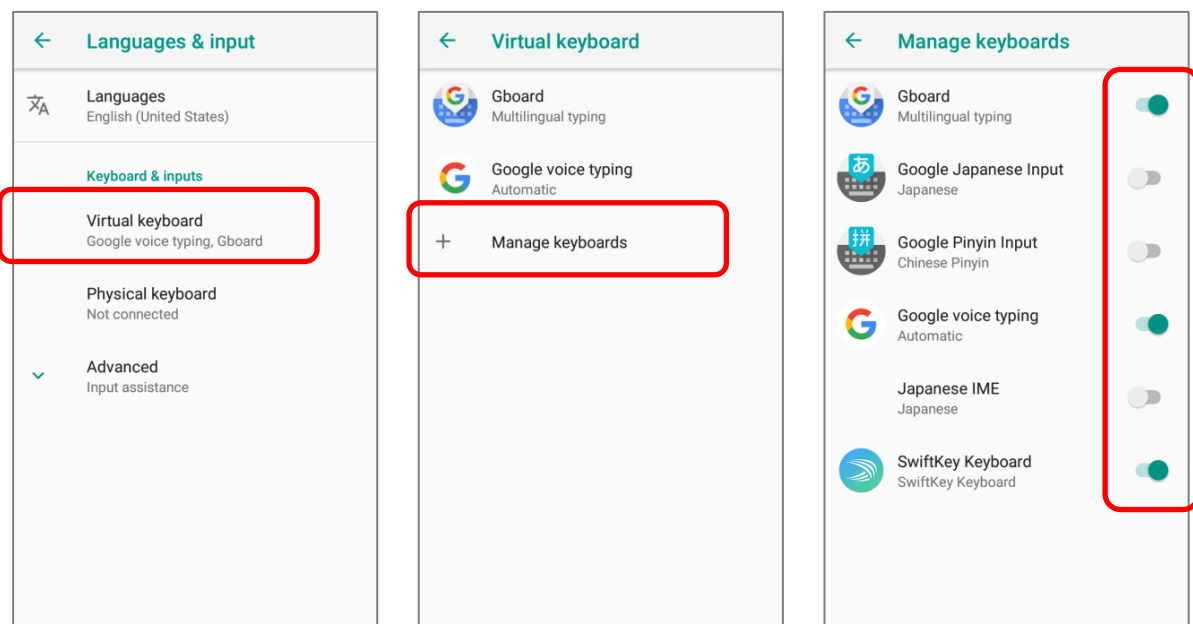 Languages & input
Languages
English (United States)
Keyboard & inputs
Virtual keyboard
Google voice typing, Gboard
Physical keyboard
Not connected
Advanced
Input assistance
Virtual keyboard
Gboard
Multilingual typing
Google voice typing
Automatic
Manage keyboards
Manage keyboards
Gboard
Multilingual typing
あ
Google Japanese Input
Japanese
拼
Google Pinyin Input
Chinese Pinyin
Google voice typing
Automatic
Japanese IME
Japanese
SwiftKey Keyboard
SwiftKey Keyboard